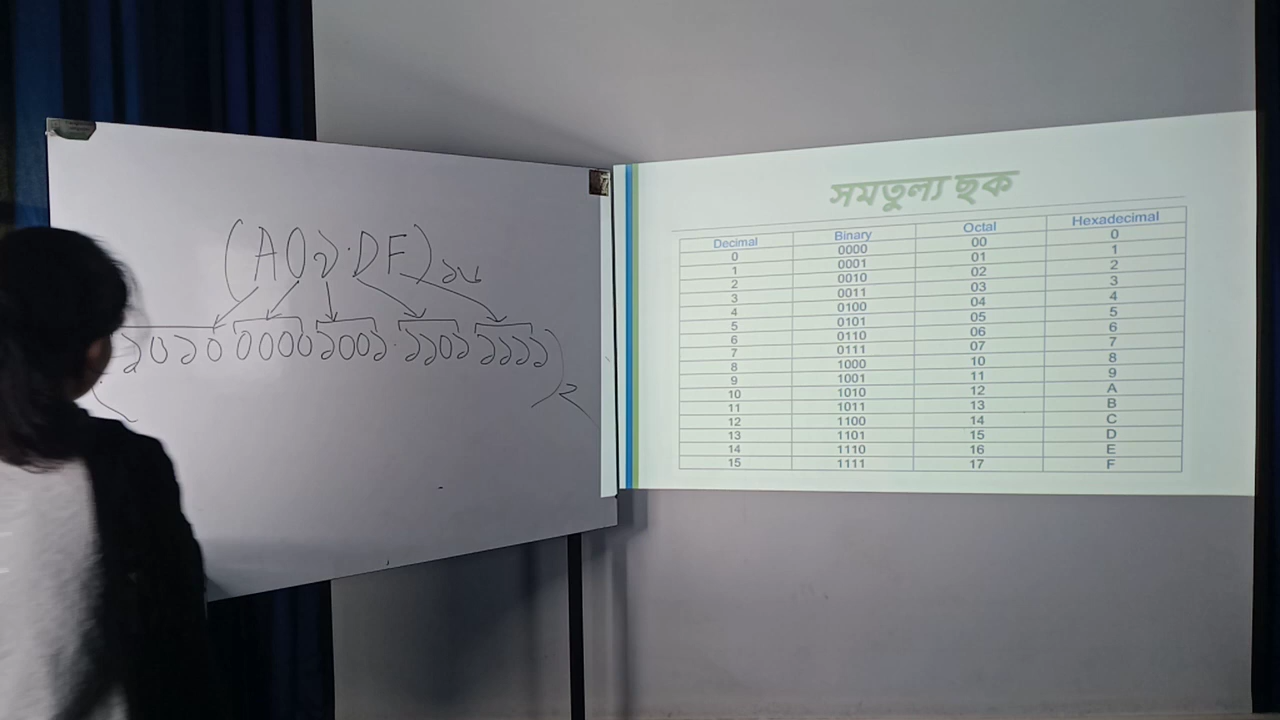 (A০৯.DF)১৬
(১০১০ ০০০০ ১০০১.১১০১ ১১১১)২
সমতুল্য ছক
Decimal Binary Octal Hexadecimal
0 0000 00 0
1 0001 01 1
2 0010 02 2
3 0011 03 3
4 0100 04 4
5 0101 05 5
6 0110 06 6
7 0111 07 7
8 1000 10 8
9 1001 11 9
10 1010 12 A
11 1011 13 B
12 1100 14 C
13 1101 15 D
14 1110 16 E
15 1111 17 F